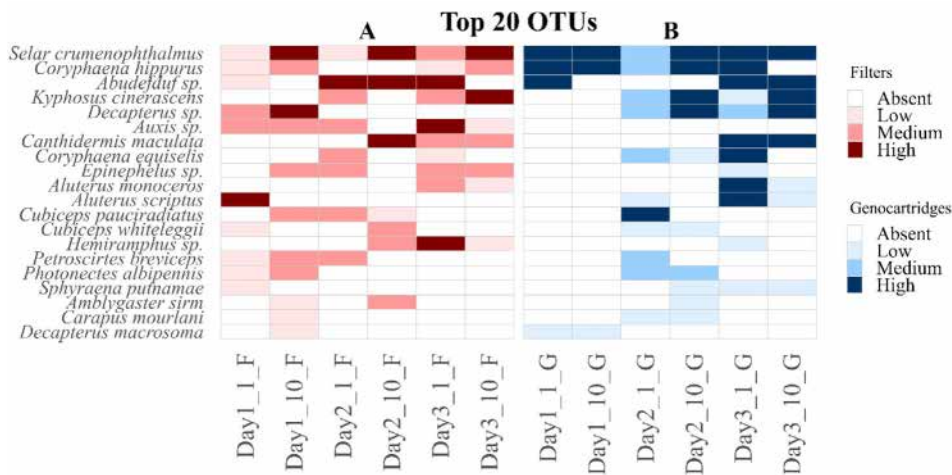 Top 20 OTUs
A
B
Selar crumenophthalmus
Coryphaena hippurus
Abudefduf sp.
Kyphosus cinerascens
Decapterus sp.
Auxis sp.
Canthidermis maculata
Coryphaena equiselis
Epinephelus sp.
Aluterus monoceros
Aluterus scriptus
Cubiceps pauciradiatus
Cubiceps whiteleggii
Hemiramphus sp.
Petroscirtes breviceps
Photonectes albipennis
Sphyraena putnamae
Amblygaster sirm
Carapus mourlani
Decapterus macrosoma
Day1_1_F
Day1_10_F
Day2_1_F
Day2_10_F
Day3_1_F
Day3_10_F
Day1_1_G
Day1_10_G
Day2_1_G
Day2_10_G
Day3_1_G
Day3_10_G
Filters
Absent
Low
Medium
High
Genocartridges
Absent
Low
Medium
High